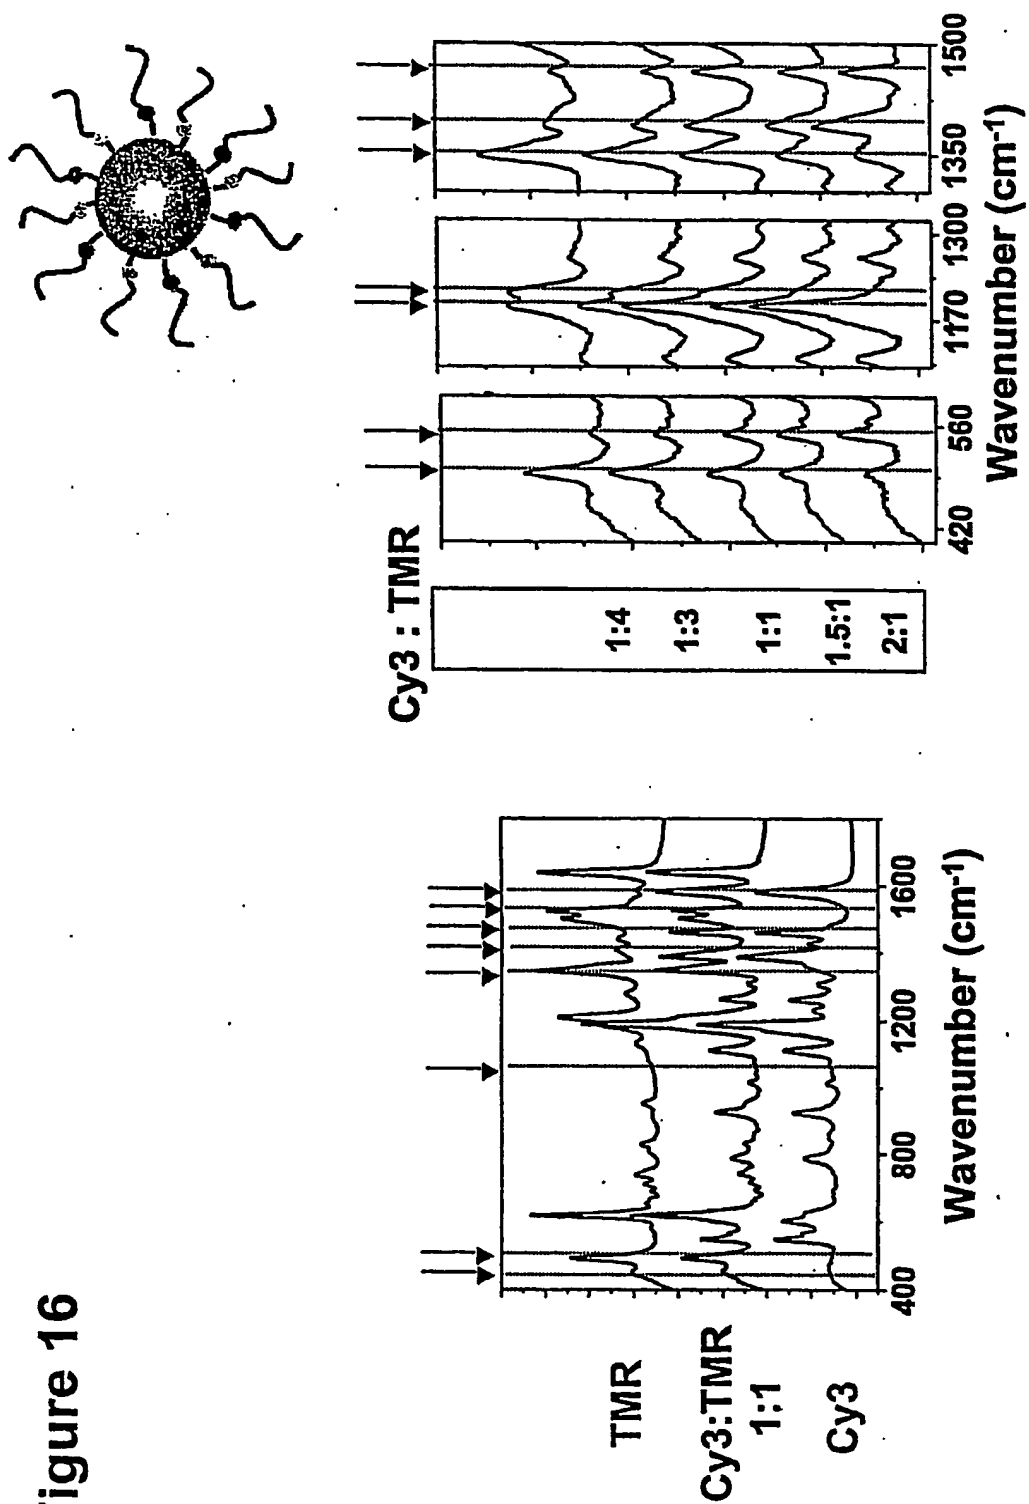 igure 16
TMR
Cy3:TMR
1:1
Cy3
400 800 1200 1600
Wavenumber (cm-1)
Cy3 : TMR
1:4
1:3
1:1
1.5:1
2:1
420 560
1170 1300
1350 1500
Wavenumber (cm-1)